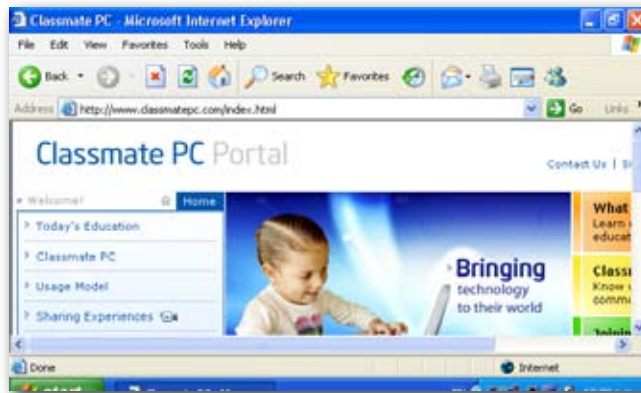 Classmate PC - Microsoft Internet Explorer
File Edit View Favorites Tools Help
Back Search Favorites
Address http://www.classmatepc.com/index.html Go Links
Classmate PC Portal
Contact Us |
Welcome! Home
Today's Education
Classmate PC
Usage Model
Sharing Experiences
Bringing
technology
to their world
What
Learn
educat
Classm
Know
comm
Joinin
Done Internet
start